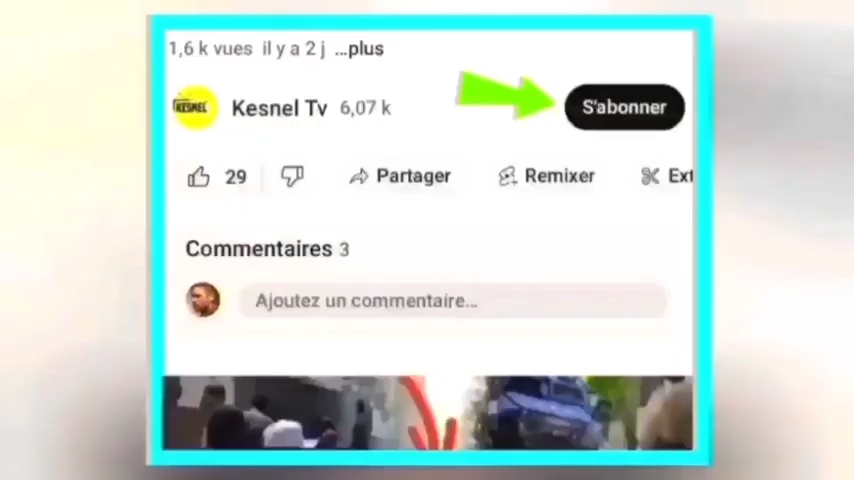 1,6 k vues il y a 2 j ...plus
KESNEL
Kesnel Tv 6,07 k
S'abonner
29
Partager
Remixer
Ext
Commentaires 3
Ajoutez un commentaire...